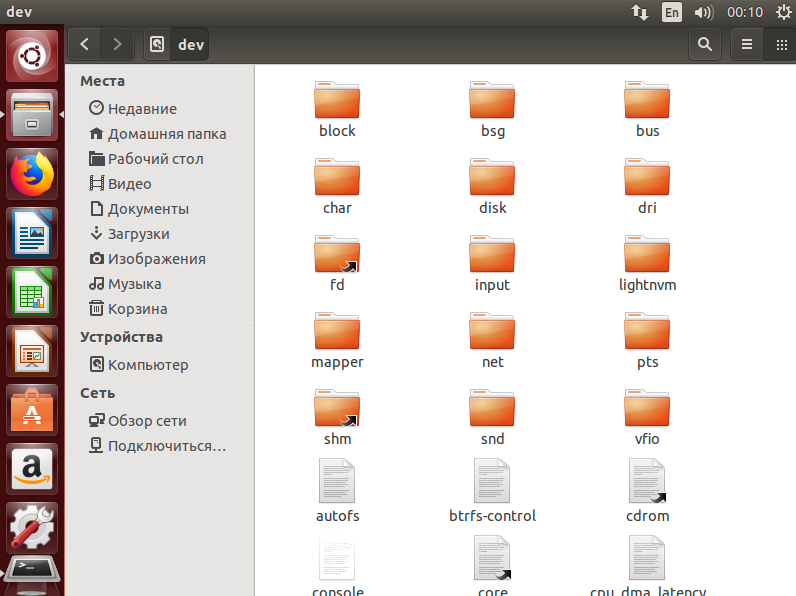 dev
En
00:10
dev
Места
Недавние
Домашняя папка
Рабочий стол
Видео
Документы
Загрузки
Изображения
Музыка
Корзина
Устройства
Компьютер
Сеть
Обзор сети
Подключиться…
block bsg bus
char disk dri
fd input lightnvm
mapper net pts
shm snd vfio
autofs btrfs-control cdrom
console core cpu_dma_latency